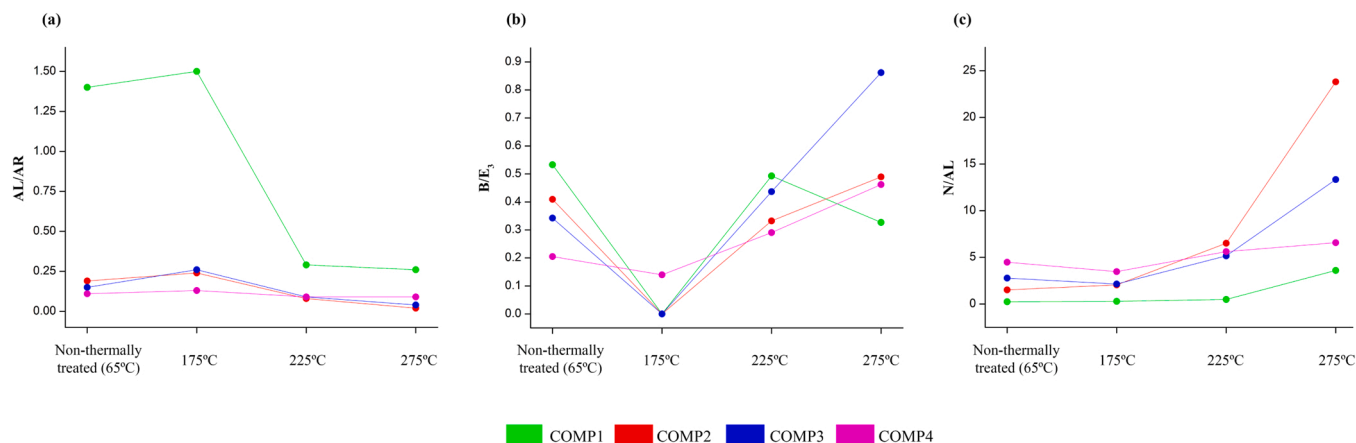 (a)
AL/AR
1.50
1.25
1.00
0.75
0.50
0.25
0.00
Non-thermally
treated (65ºC)
175ºC
225ºC
275ºC
(b)
B/E3
0.9
0.8
0.7
0.6
0.5
0.4
0.3
0.2
0.1
0.0
Non-thermally
treated (65ºC)
175ºC
225ºC
275ºC
(c)
N/AL
25
20
15
10
5
0
Non-thermally
treated (65ºC)
175ºC
225ºC
275ºC
COMP1
COMP2
COMP3
COMP4